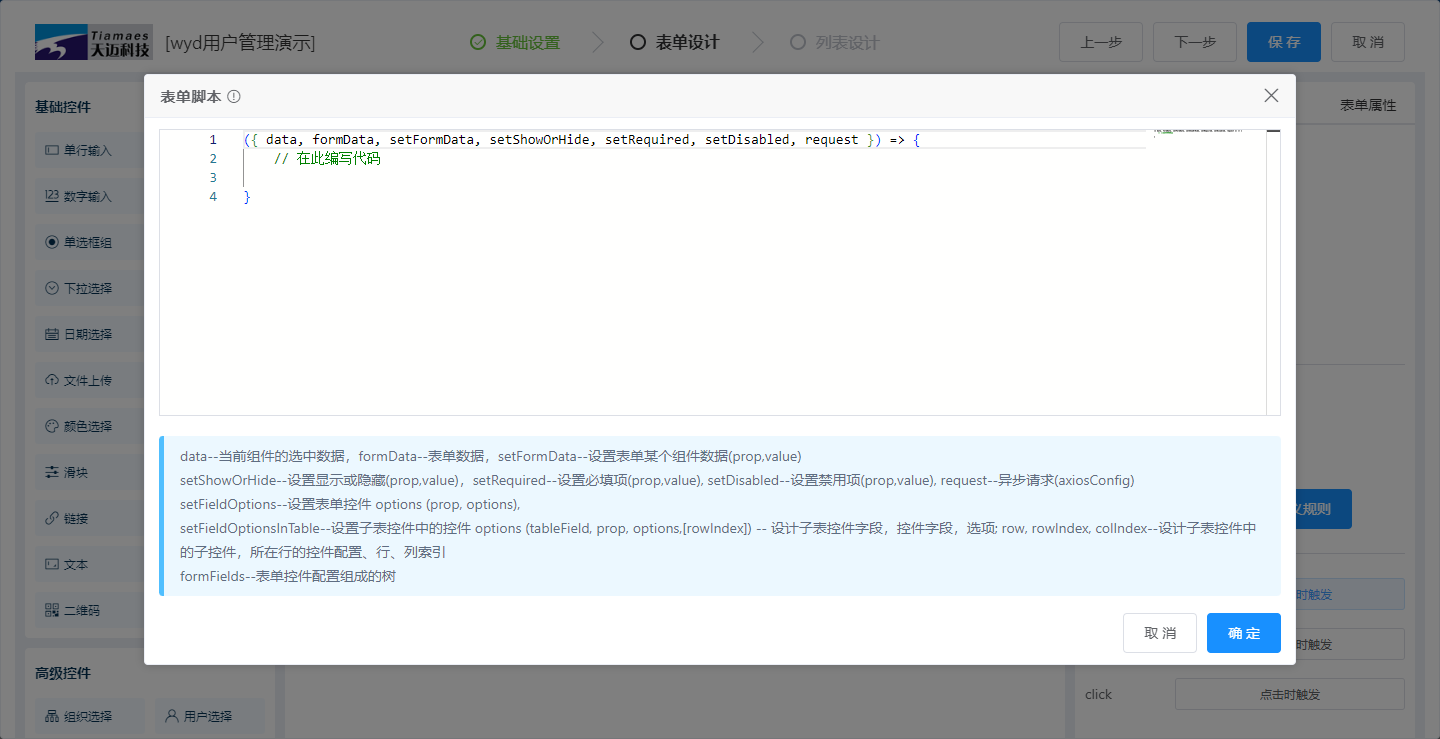 Tiamaes
天迈科技
[wyd用户管理演示]
基础设置
表单设计
列表设计
上一步
下一步
保 存
取 消
基础控件
单行输入
数字输入
单选框组
下拉选择
日期选择
文件上传
颜色选择
滑块
链接
文本
二维码
高级控件
组织选择
用户选择
表单脚本
1 ({ data, formData, setFormData, setShowOrHide, setRequired, setDisabled, request }) => {
2 // 在此编写代码
3
4 }
data--当前组件的选中数据，formData--表单数据，setFormData--设置表单某个组件数据(prop,value)
setShowOrHide--设置显示或隐藏(prop,value)，setRequired--设置必填项(prop,value), setDisabled--设置禁用项(prop,value), request--异步请求(axiosConfig)
setFieldOptions--设置表单控件 options (prop, options),
setFieldOptionsInTable--设置子表控件中的控件 options (tableField, prop, options,[rowIndex]) -- 设计子表控件字段，控件字段，选项; row, rowIndex, colIndex--设计子表控件中
的子控件，所在行的控件配置、行、列索引
formFields--表单控件配置组成的树
取 消
确 定
表单属性
规则
时触发
时触发
click
点击时触发